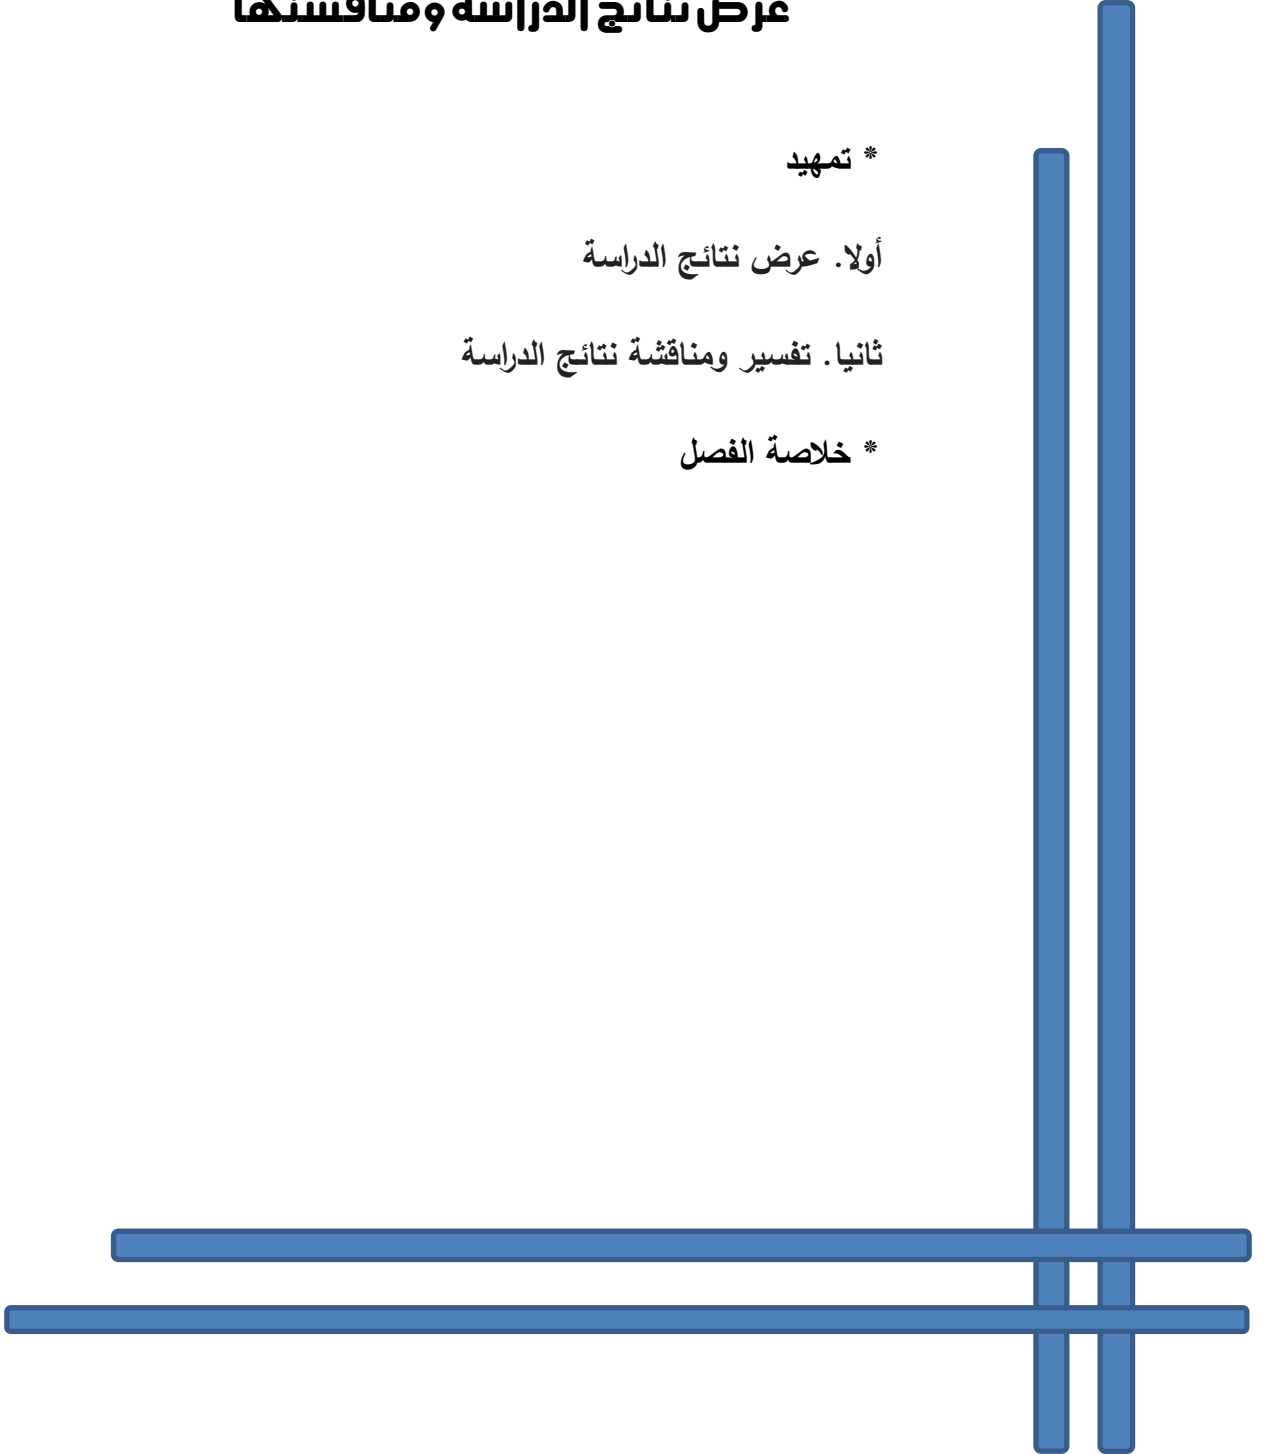 عرض نتائج الدراسة ومناقشتها
* تمهيد
أولا. عرض نتائج الدراسة
ثانيا. تفسير ومناقشة نتائج الدراسة
* خلاصة الفصل